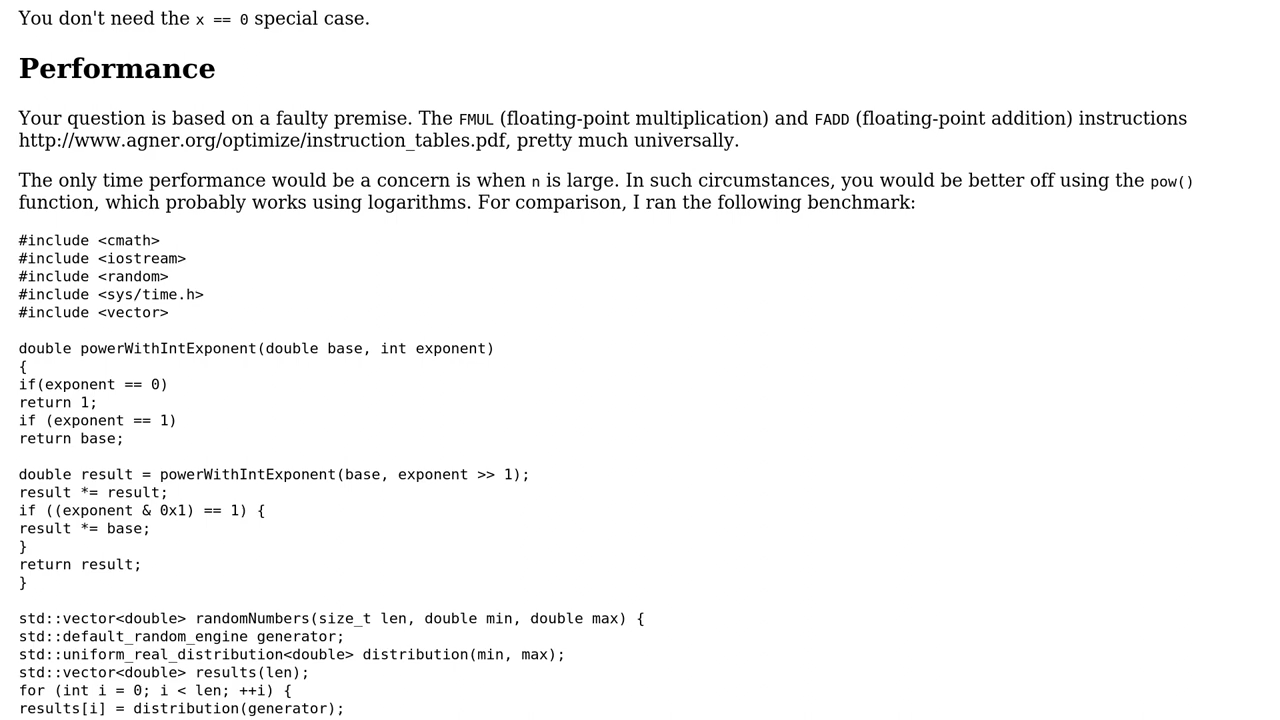 You don't need the x == 0 special case.
Performance
Your question is based on a faulty premise. The FMUL (floating-point multiplication) and FADD (floating-point addition) instructions
http://www.agner.org/optimize/instruction_tables.pdf, pretty much universally.
The only time performance would be a concern is when n is large. In such circumstances, you would be better off using the pow()
function, which probably works using logarithms. For comparison, I ran the following benchmark:
#include <cmath>
#include <iostream>
#include <random>
#include <sys/time.h>
#include <vector>
double powerWithIntExponent(double base, int exponent)
{
if(exponent == 0)
return 1;
if (exponent == 1)
return base;
double result = powerWithIntExponent(base, exponent >> 1);
result *= result;
if ((exponent & 0x1) == 1) {
result *= base;
}
return result;
}
std::vector<double> randomNumbers(size_t len, double min, double max) {
std::default_random_engine generator;
std::uniform_real_distribution<double> distribution(min, max);
std::vector<double> results(len);
for (int i = 0; i < len; ++i) {
results[i] = distribution(generator);